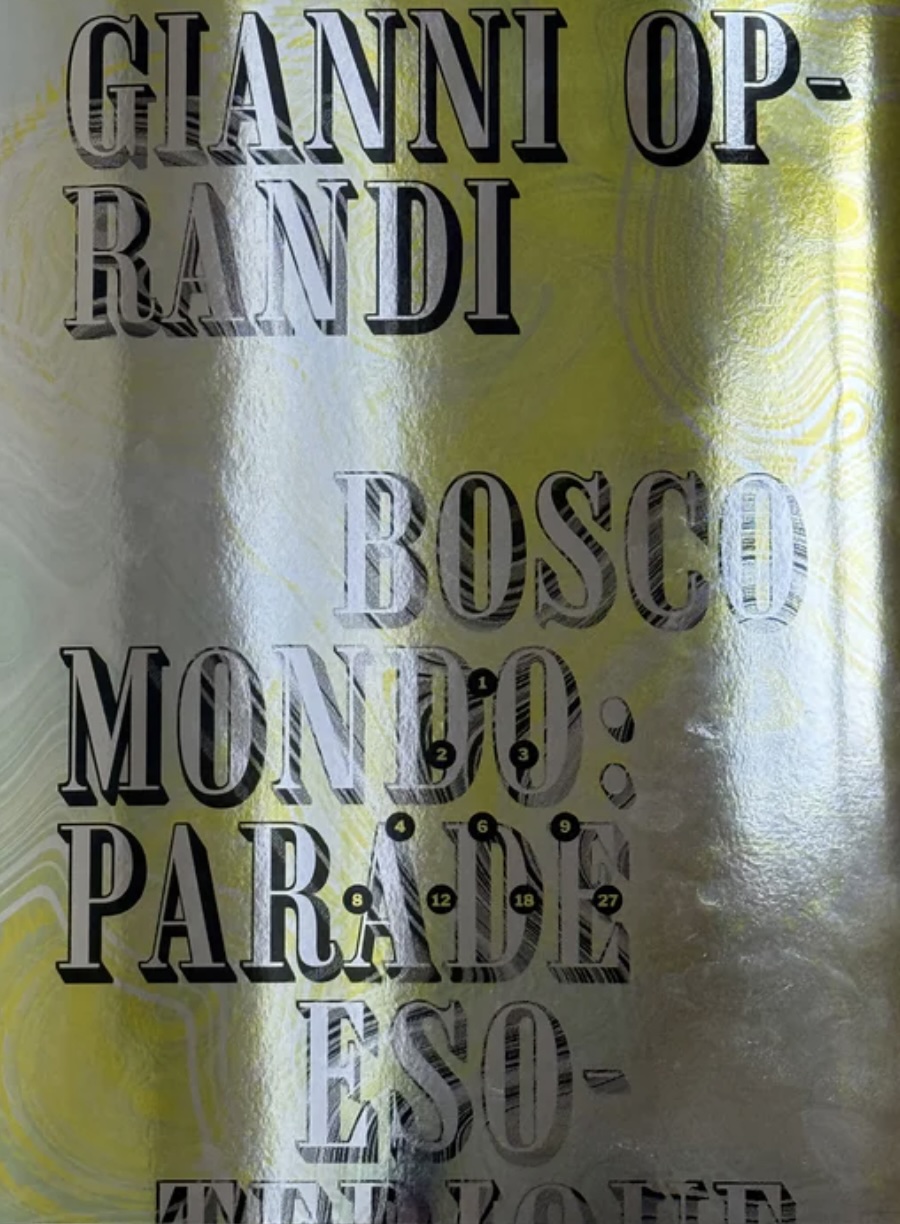 GIANNI OP-
RANDI
BOSCO
MONDO:
1
2 3
PARADE
4 6 9
8 12 18 27
ESO-